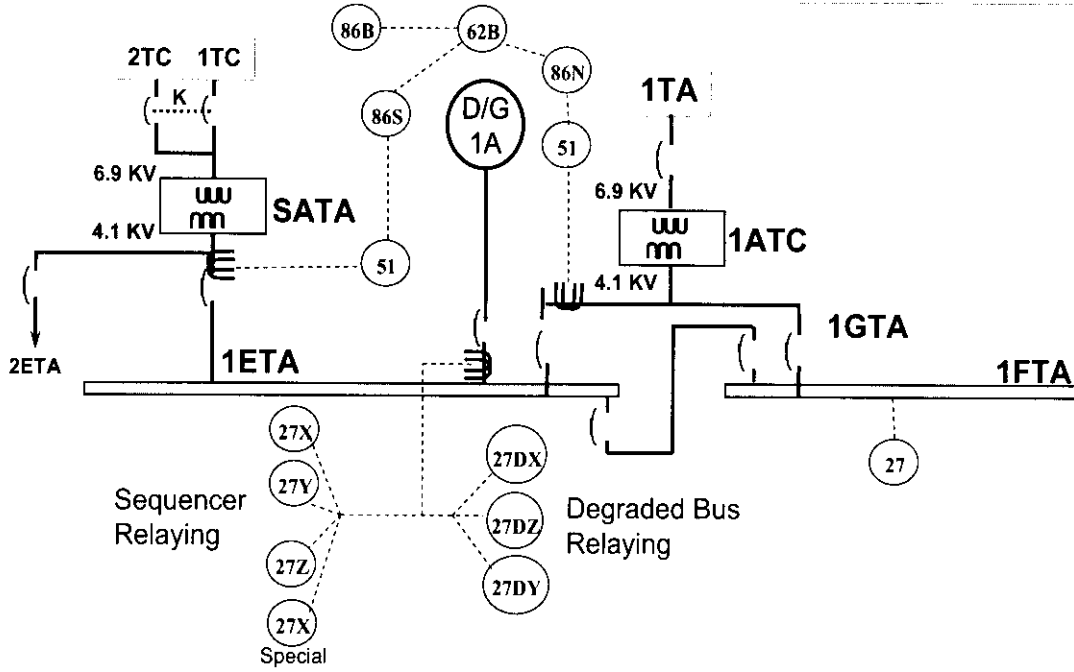 86B
62B
2TC 1TC
86N
K
1TA
86S
D/G
1A
51
6.9 KV
6.9 KV
SATA
1ATC
4.1 KV
51
4.1 KV
1GTA
2ETA
1ETA
1FTA
27X
27DX
27
27Y
Sequencer
Relaying
27DZ
Degraded Bus
Relaying
27Z
27DY
27X
Special